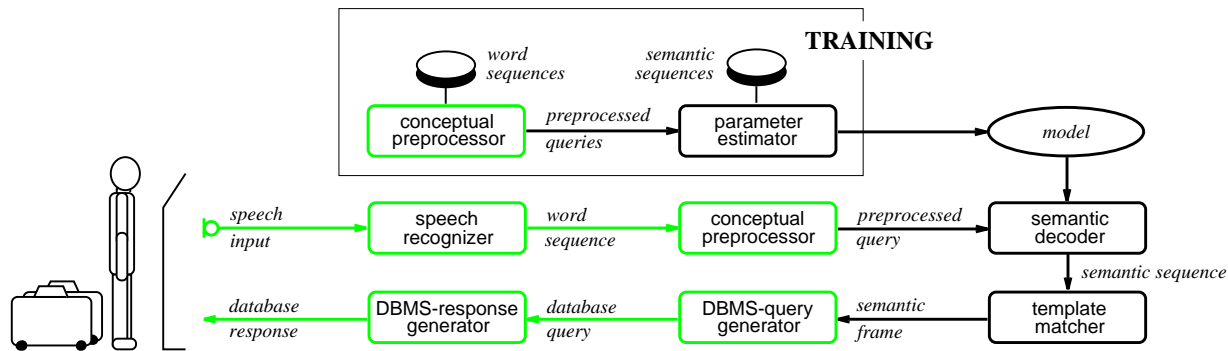 TRAINING
word
sequences
semantic
sequences
conceptual
preprocessor
preprocessed
queries
parameter
estimator
model
speech
input
speech
recognizer
word
sequence
conceptual
preprocessor
preprocessed
query
semantic
decoder
semantic sequence
database
response
DBMS-response
generator
database
query
DBMS-query
generator
semantic
frame
template
matcher